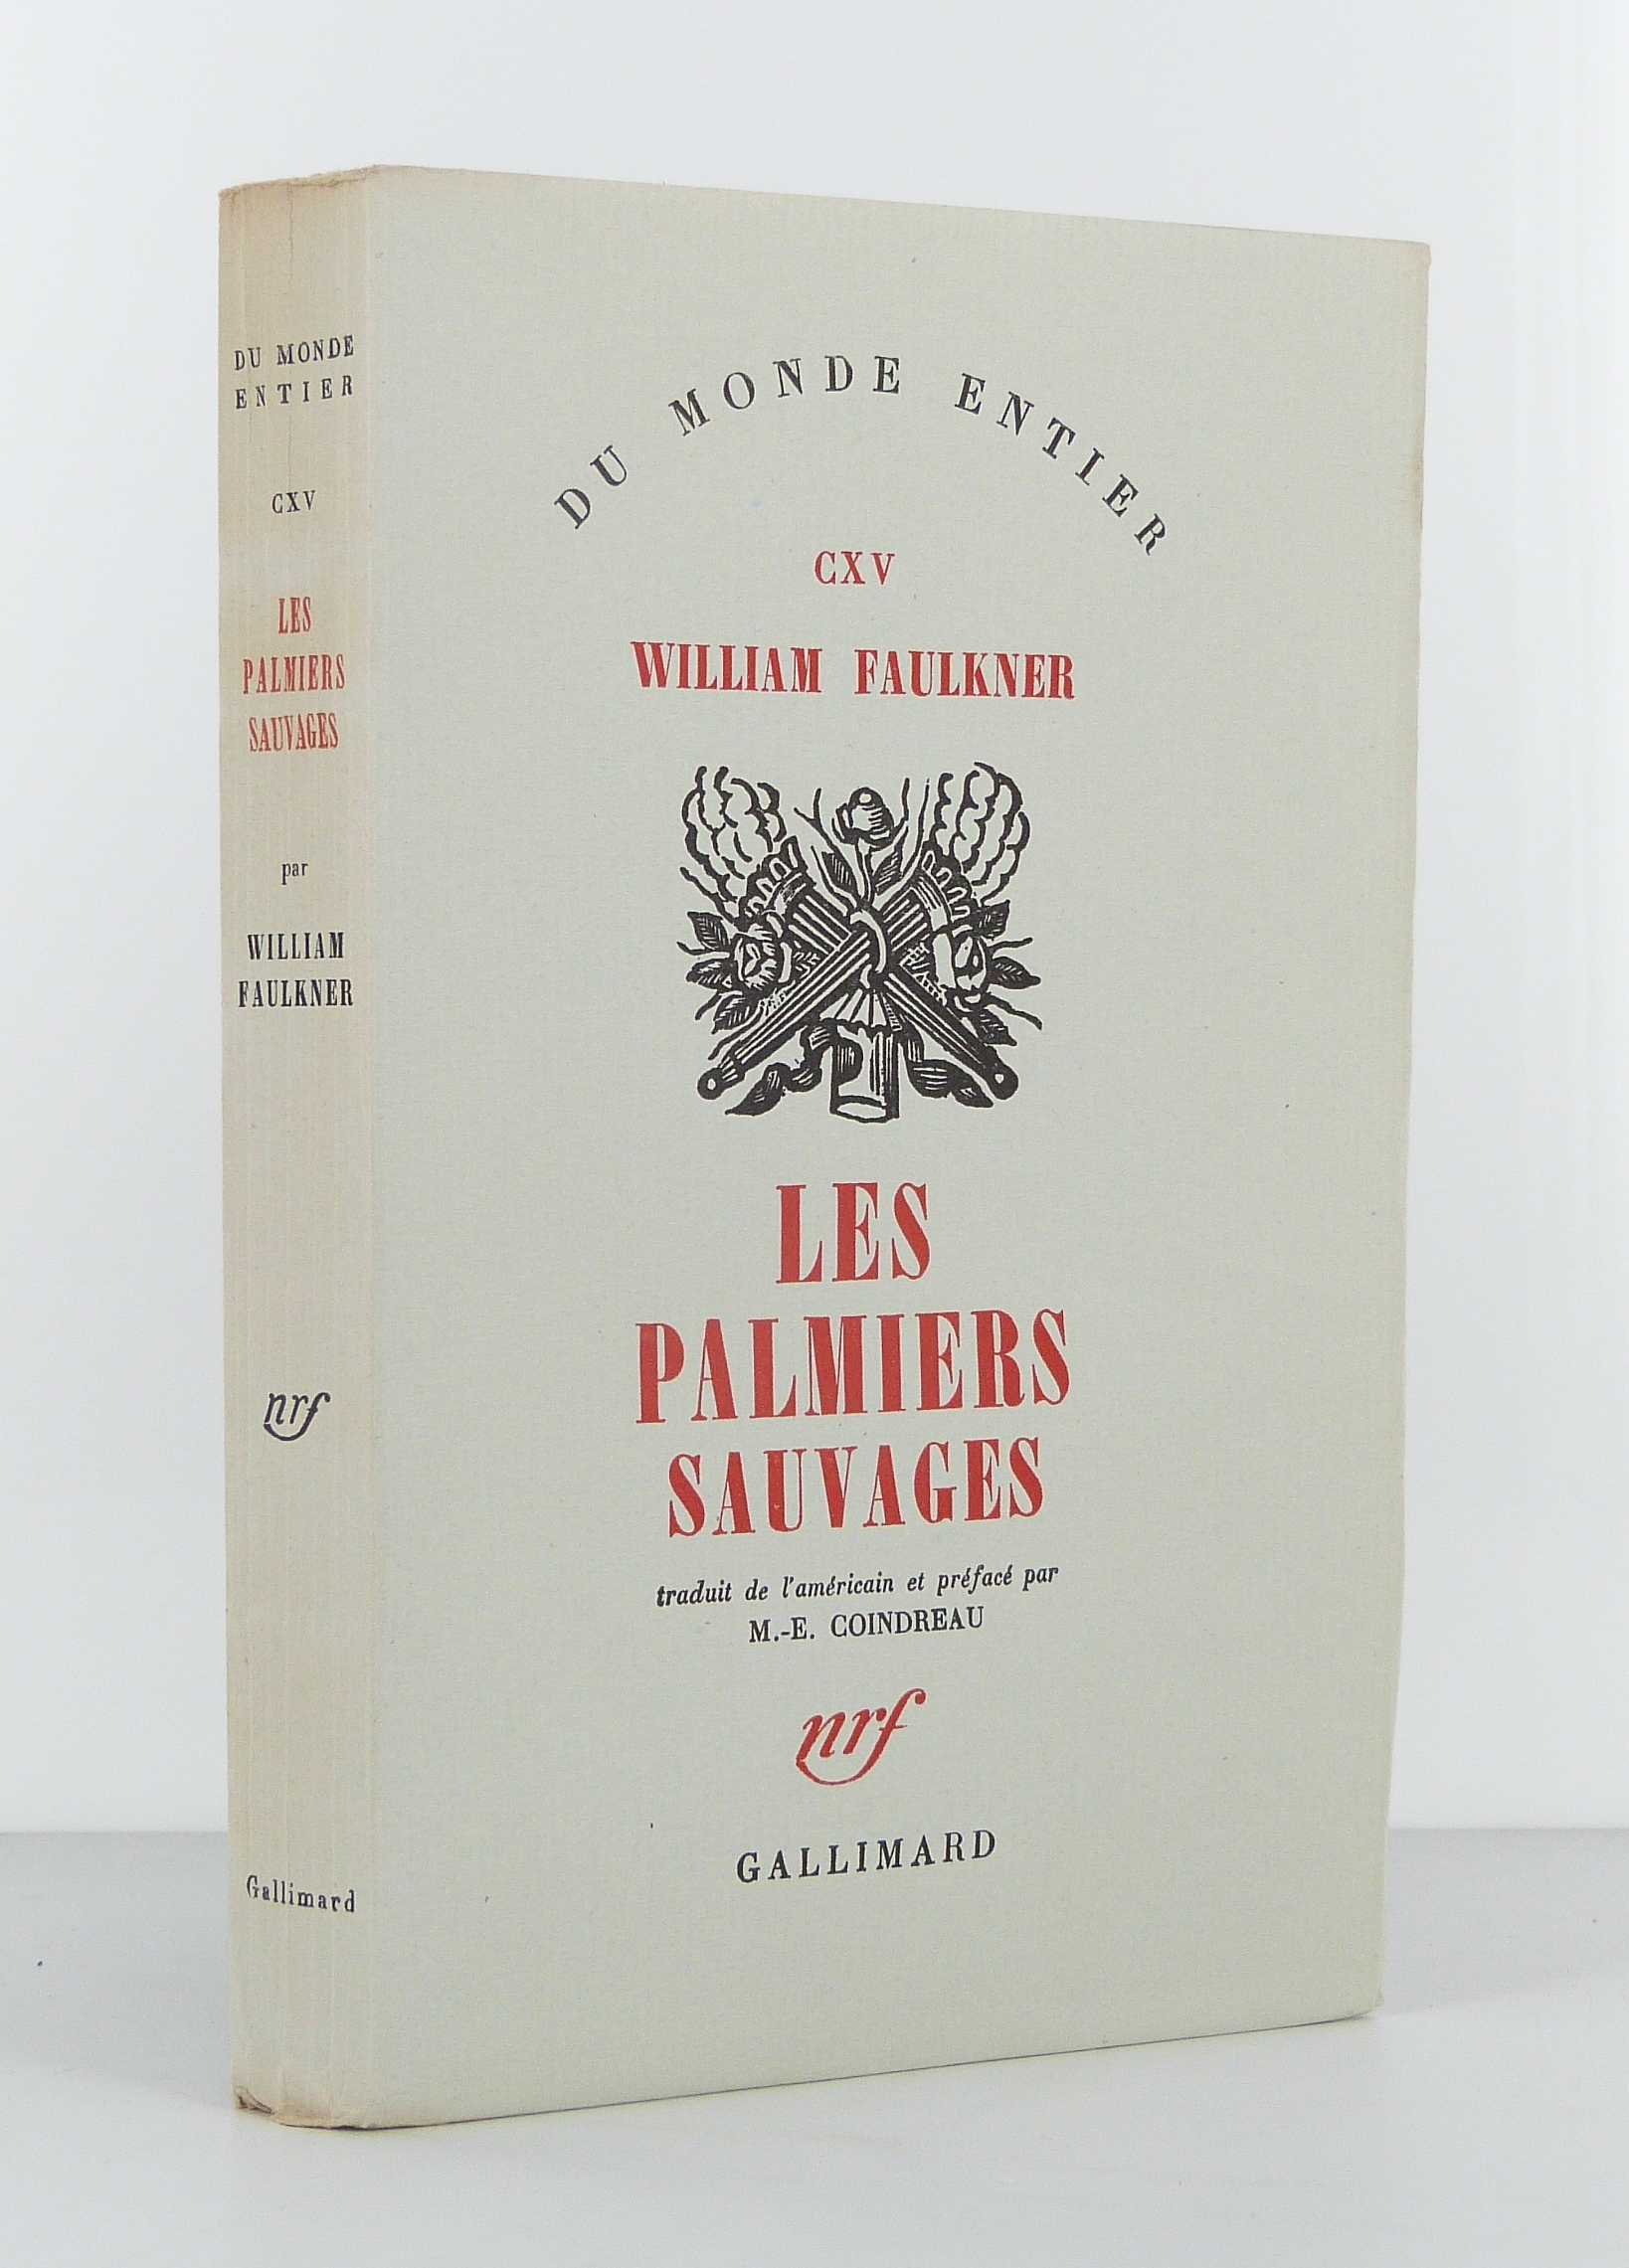 DU MONDE
ENTIER
CXV
LES
PALMIERS
SAUVAGES
par
WILLIAM
FAULKNER
nrf
Gallimard
DU MONDE ENTIER
CXV
WILLIAM FAULKNER
LES
PALMIERS
SAUVAGES
traduit de l'américain et préfacé par
M.-E. COINDREAU
nrf
GALLIMARD